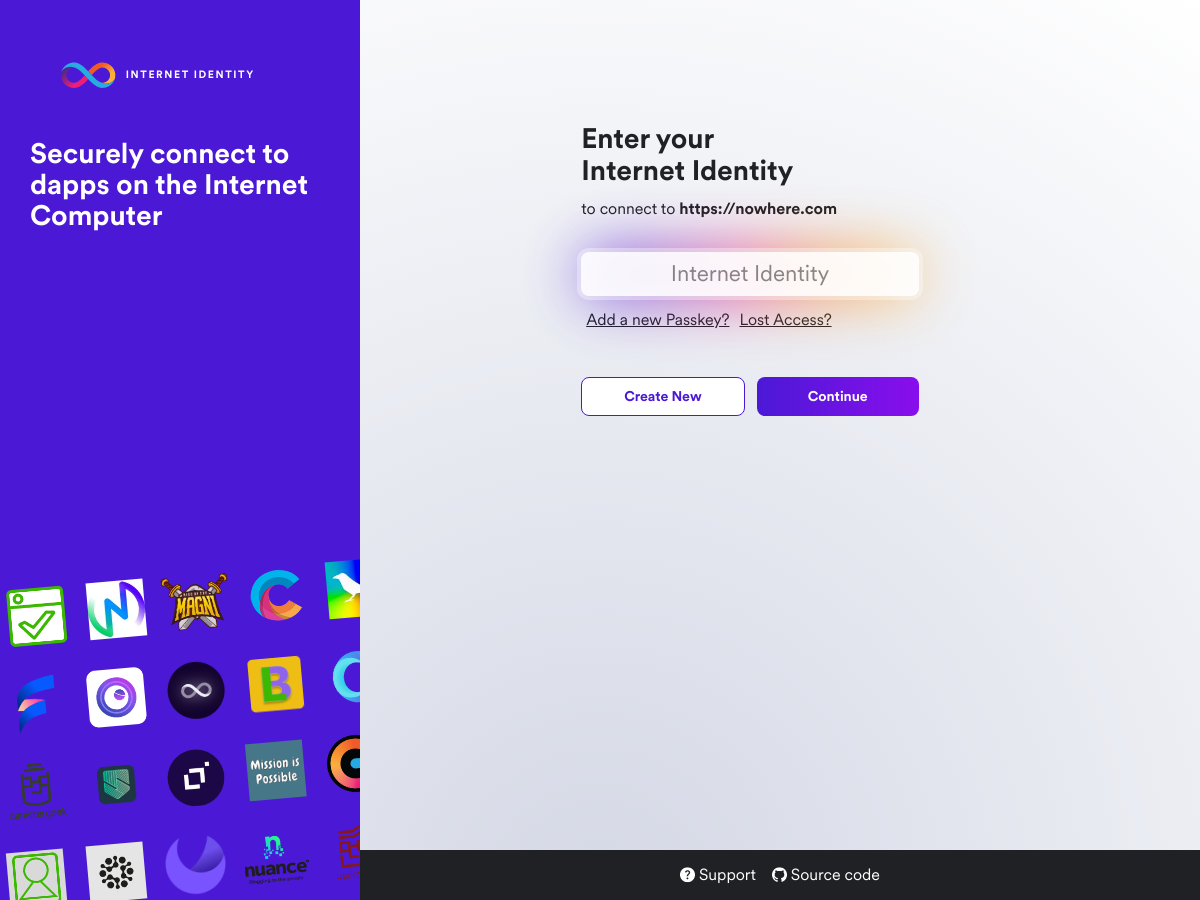 INTERNET IDENTITY
Securely connect to
dapps on the Internet
Computer
Enter your
Internet Identity
to connect to https://nowhere.com
Internet Identity
Add a new Passkey? Lost Access?
Create New
Continue
MAGNI
B
Mission is
Possible
n
nuance
? Support
Source code